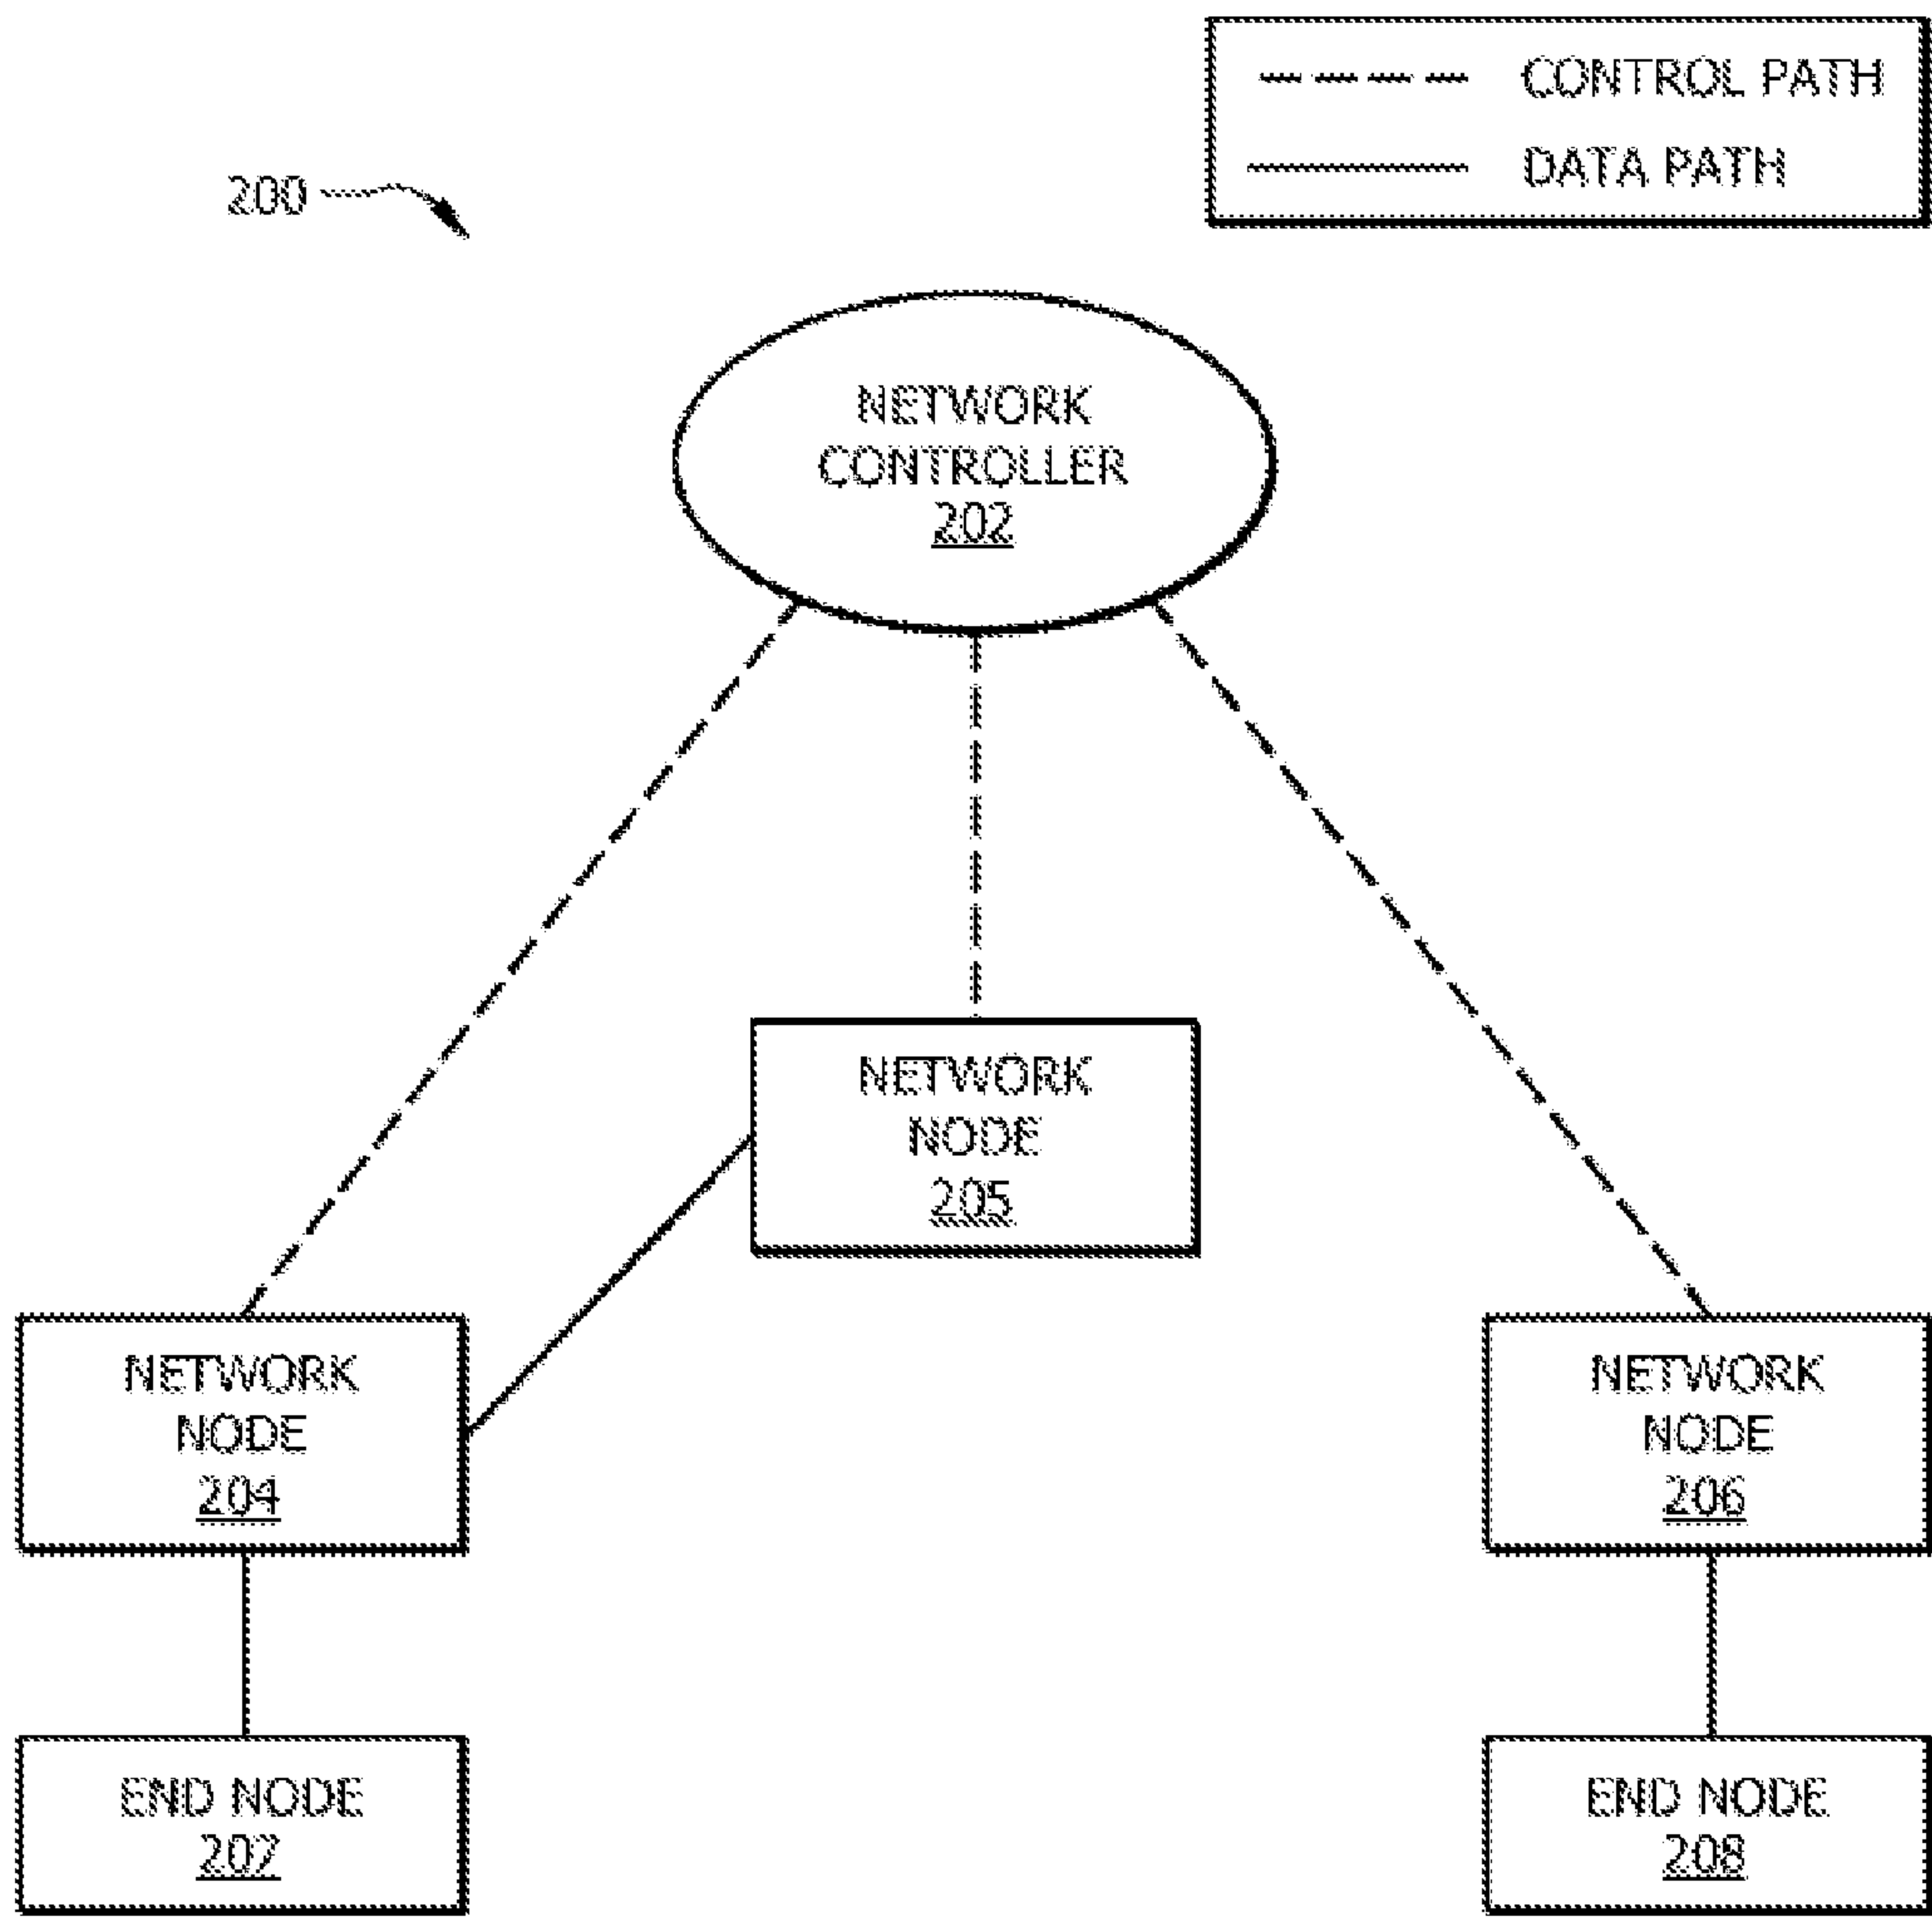 CONTROL PATH
DATA PATH
200
NETWORK
CONTROLLER
202
NETWORK
NODE
205
NETWORK
NODE
204
NETWORK
NODE
206
END NODE
207
END NODE
208